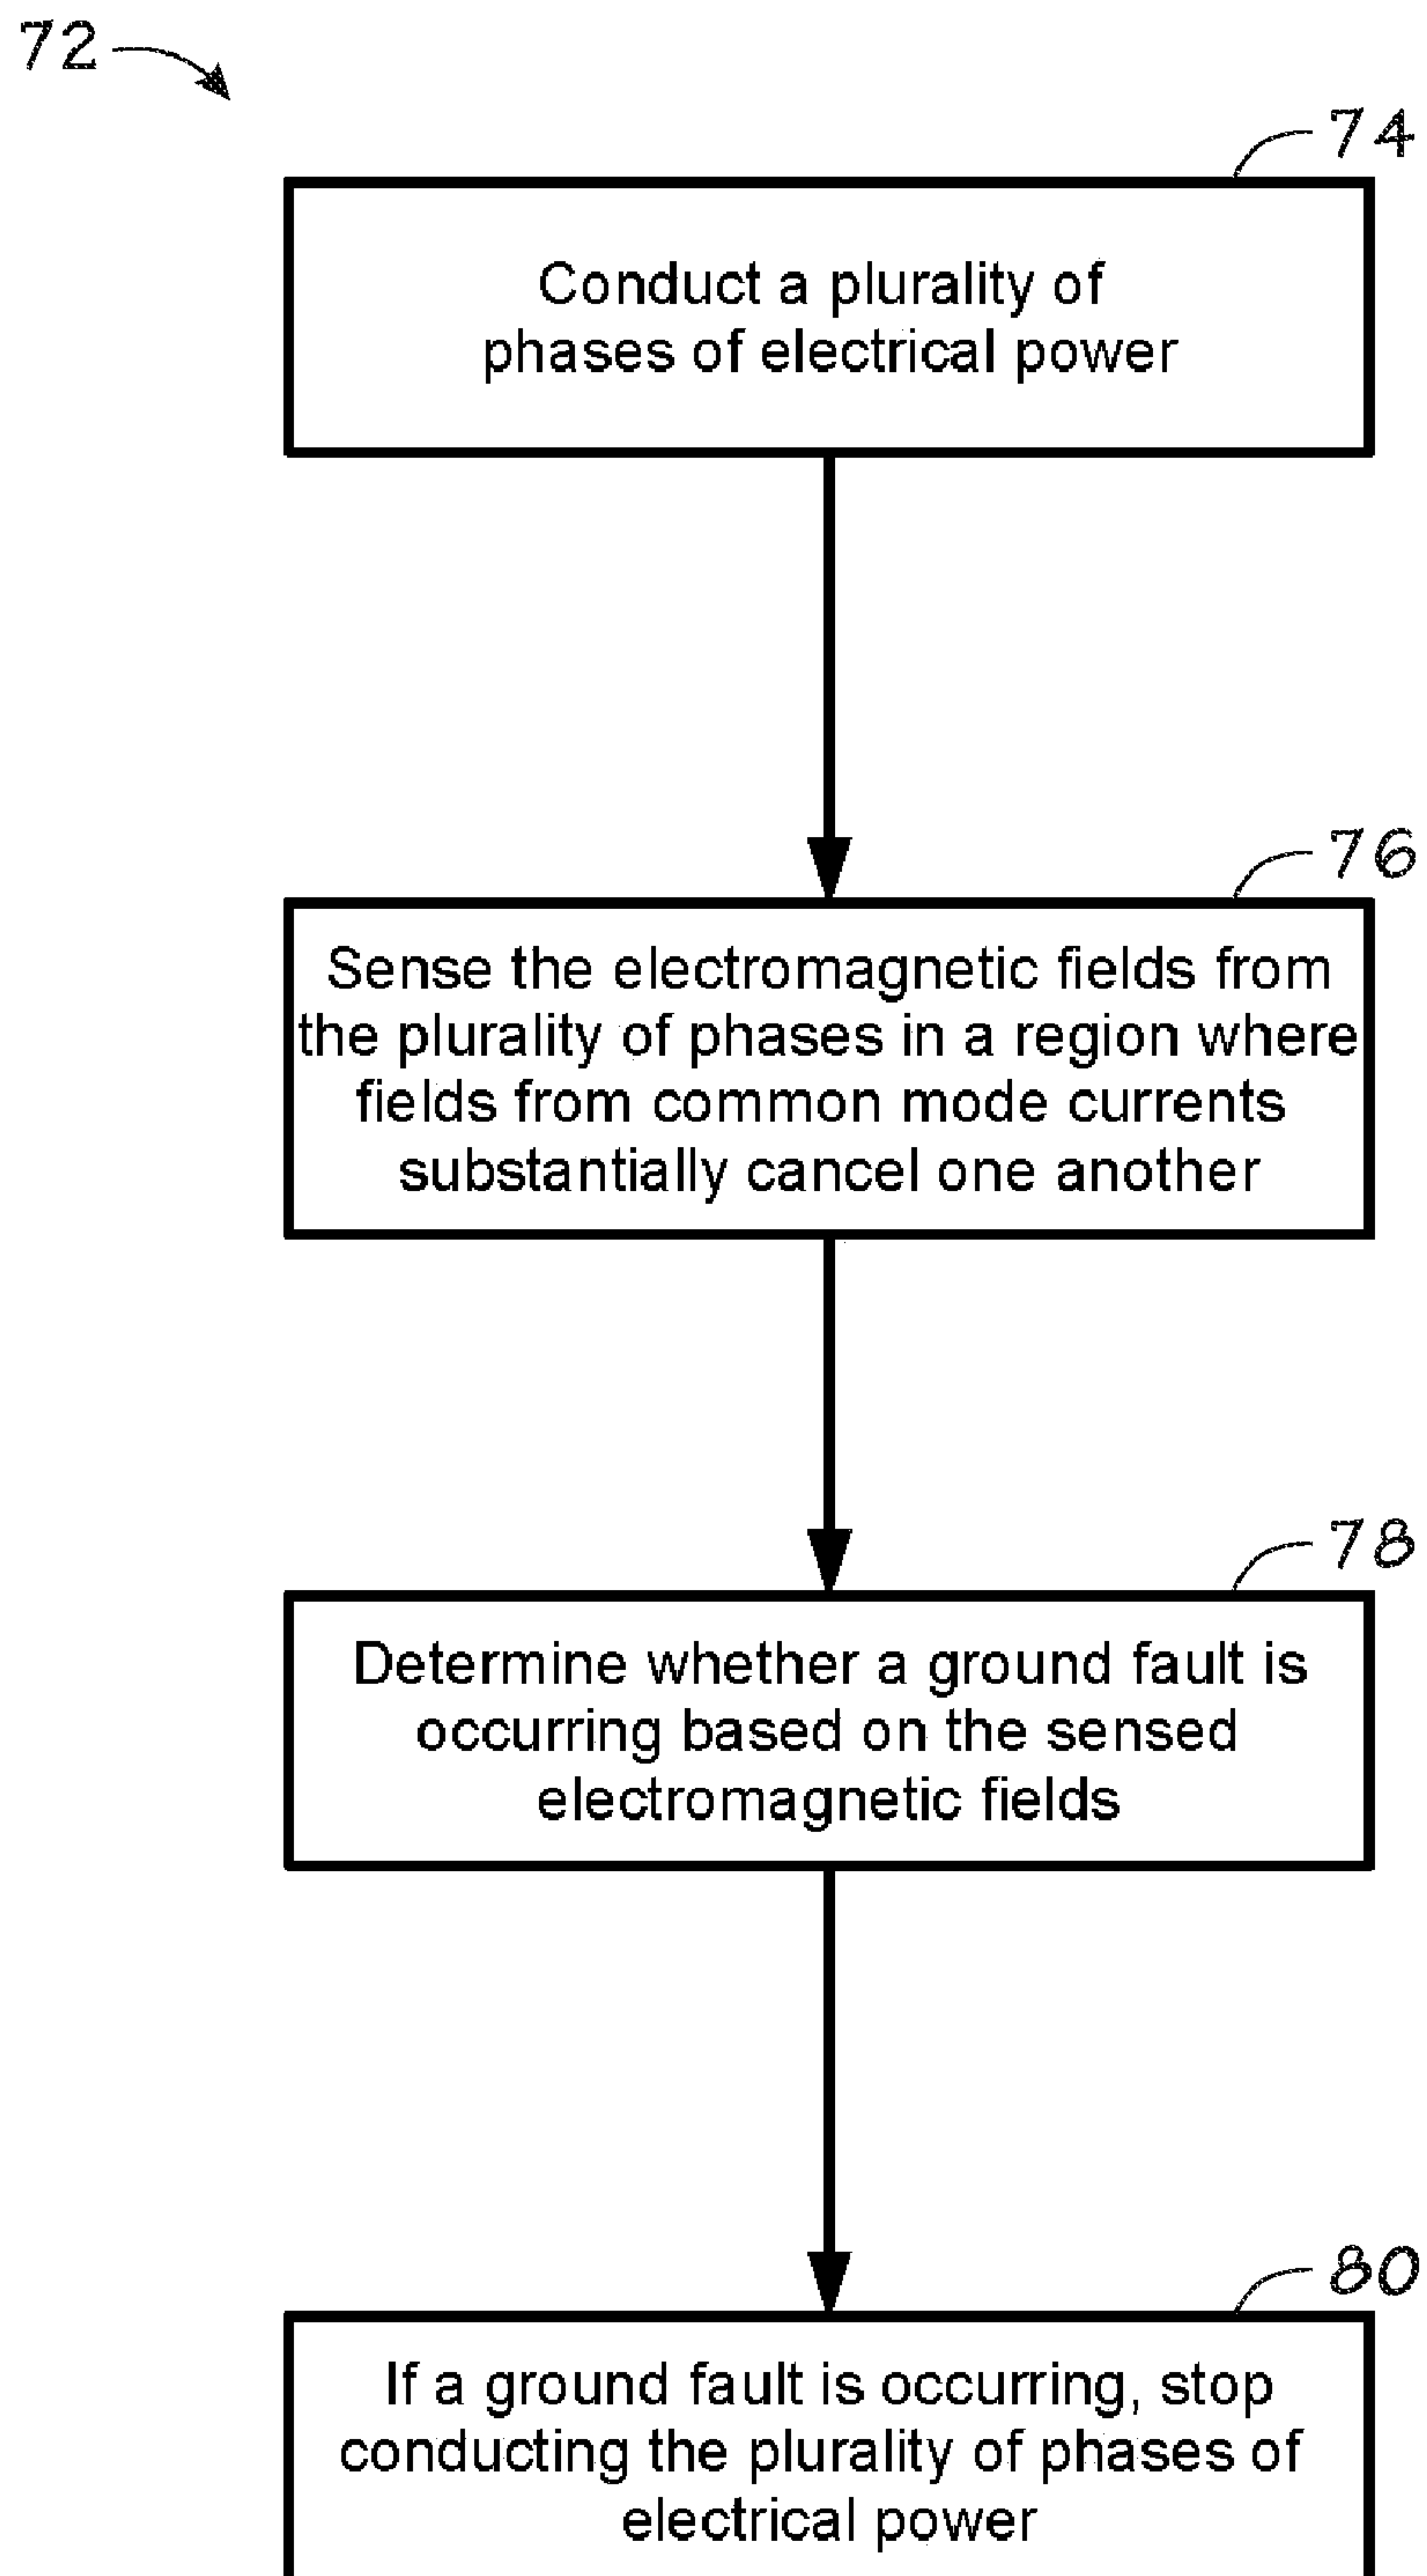 72
74
Conduct a plurality of
phases of electrical power
76
Sense the electromagnetic fields from
the plurality of phases in a region where
fields from common mode currents
substantially cancel one another
78
Determine whether a ground fault is
occurring based on the sensed
electromagnetic fields
80
If a ground fault is occurring, stop
conducting the plurality of phases of
electrical power